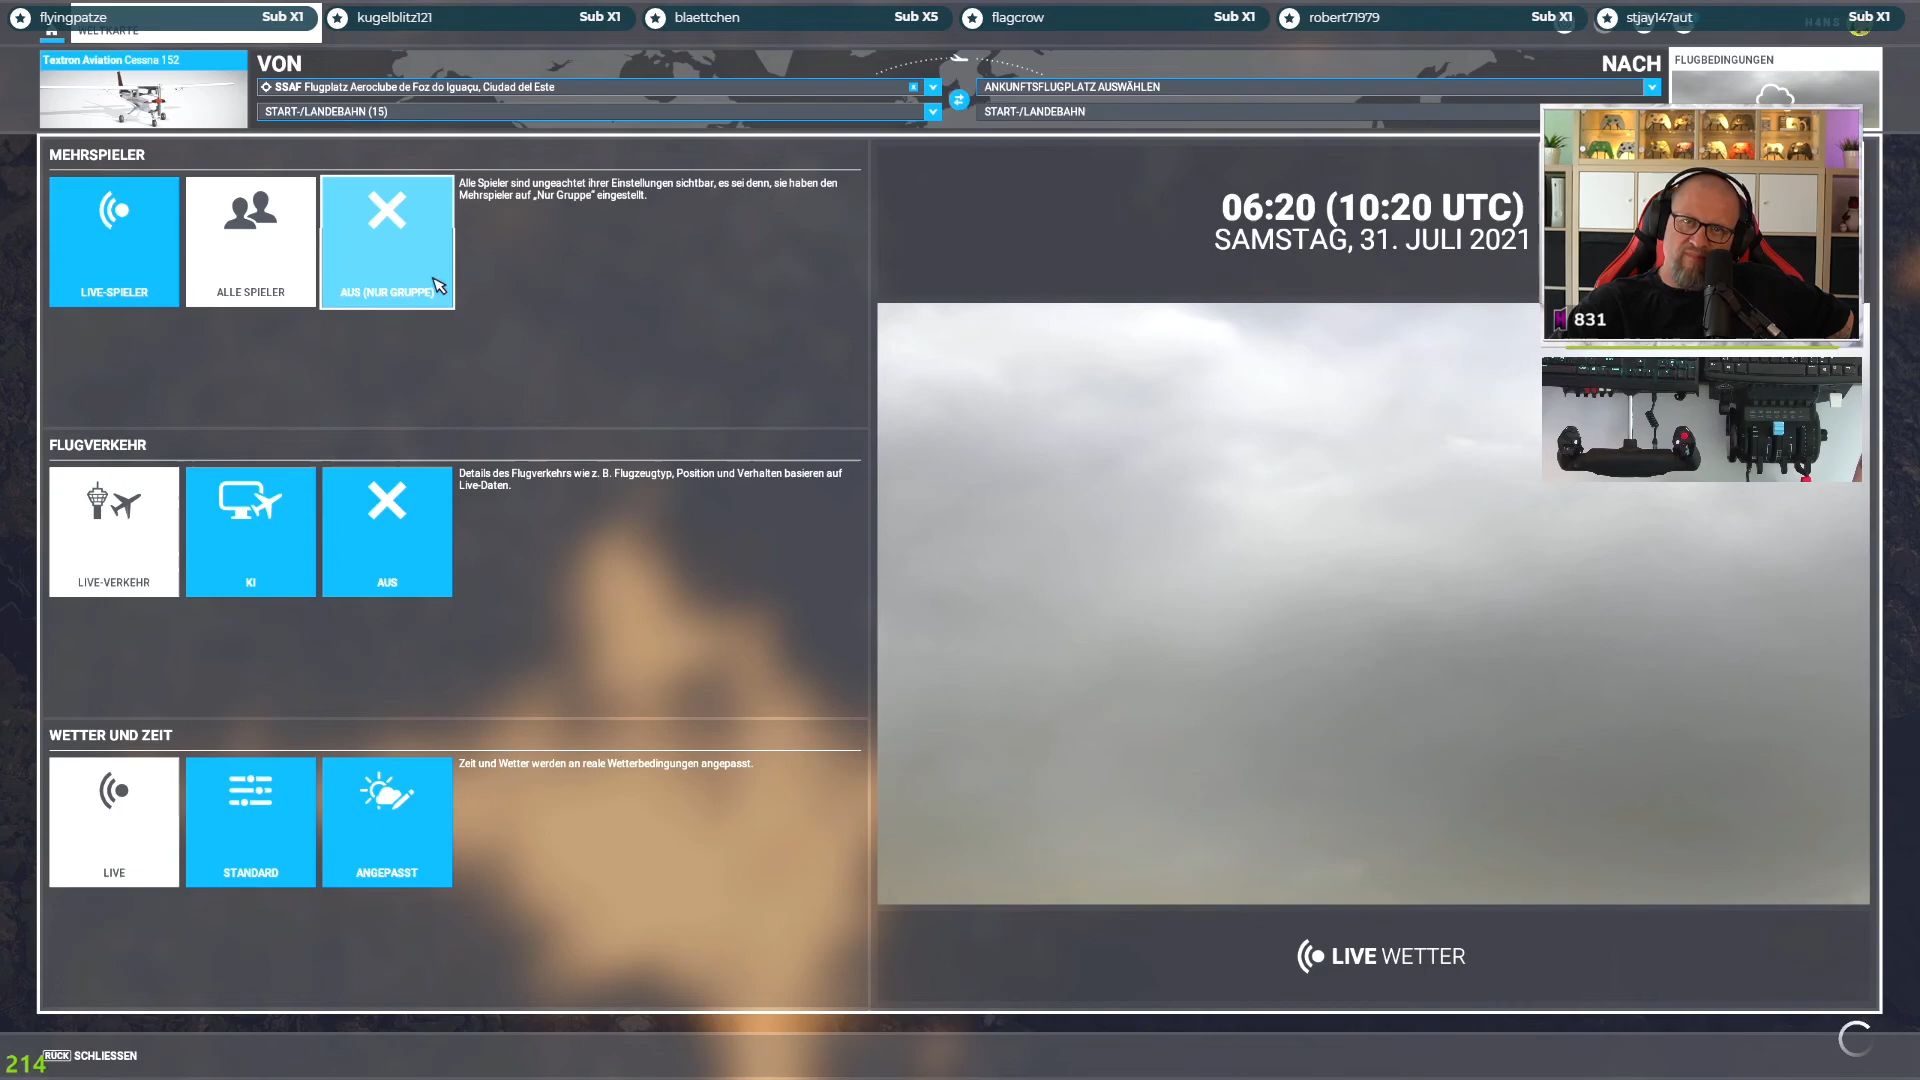 flyingpatze Sub X1
kugelblitz121 Sub X1
blaettchen Sub X5
flagcrow Sub X1
robert71979 Sub X1
stjay147aut Sub X1
WELTKARTE
Textron Aviation Cessna 152
VON
SSAF Flugplatz Aeroclube de Foz do Iguaçu, Ciudad del Este
START-/LANDEBAHN (15)
NACH
ANKUNFTSFLUGPLATZ AUSWÄHLEN
START-/LANDEBAHN
FLUGBEDINGUNGEN
MEHRSPIELER
LIVE-SPIELER
ALLE SPIELER
AUS (NUR GRUPPE)
Alle Spieler sind ungeachtet ihrer Einstellungen sichtbar, es sei denn, sie haben den
Mehrspieler auf „Nur Gruppe" eingestellt.
06:20 (10:20 UTC)
SAMSTAG, 31. JULI 2021
831
FLUGVERKEHR
LIVE-VERKEHR
KI
AUS
Details des Flugverkehrs wie z. B. Flugzeugtyp, Position und Verhalten basieren auf
Live-Daten.
WETTER UND ZEIT
LIVE
STANDARD
ANGEPASST
Zeit und Wetter werden an reale Wetterbedingungen angepasst.
LIVE WETTER
214
RÜCK SCHLIESSEN